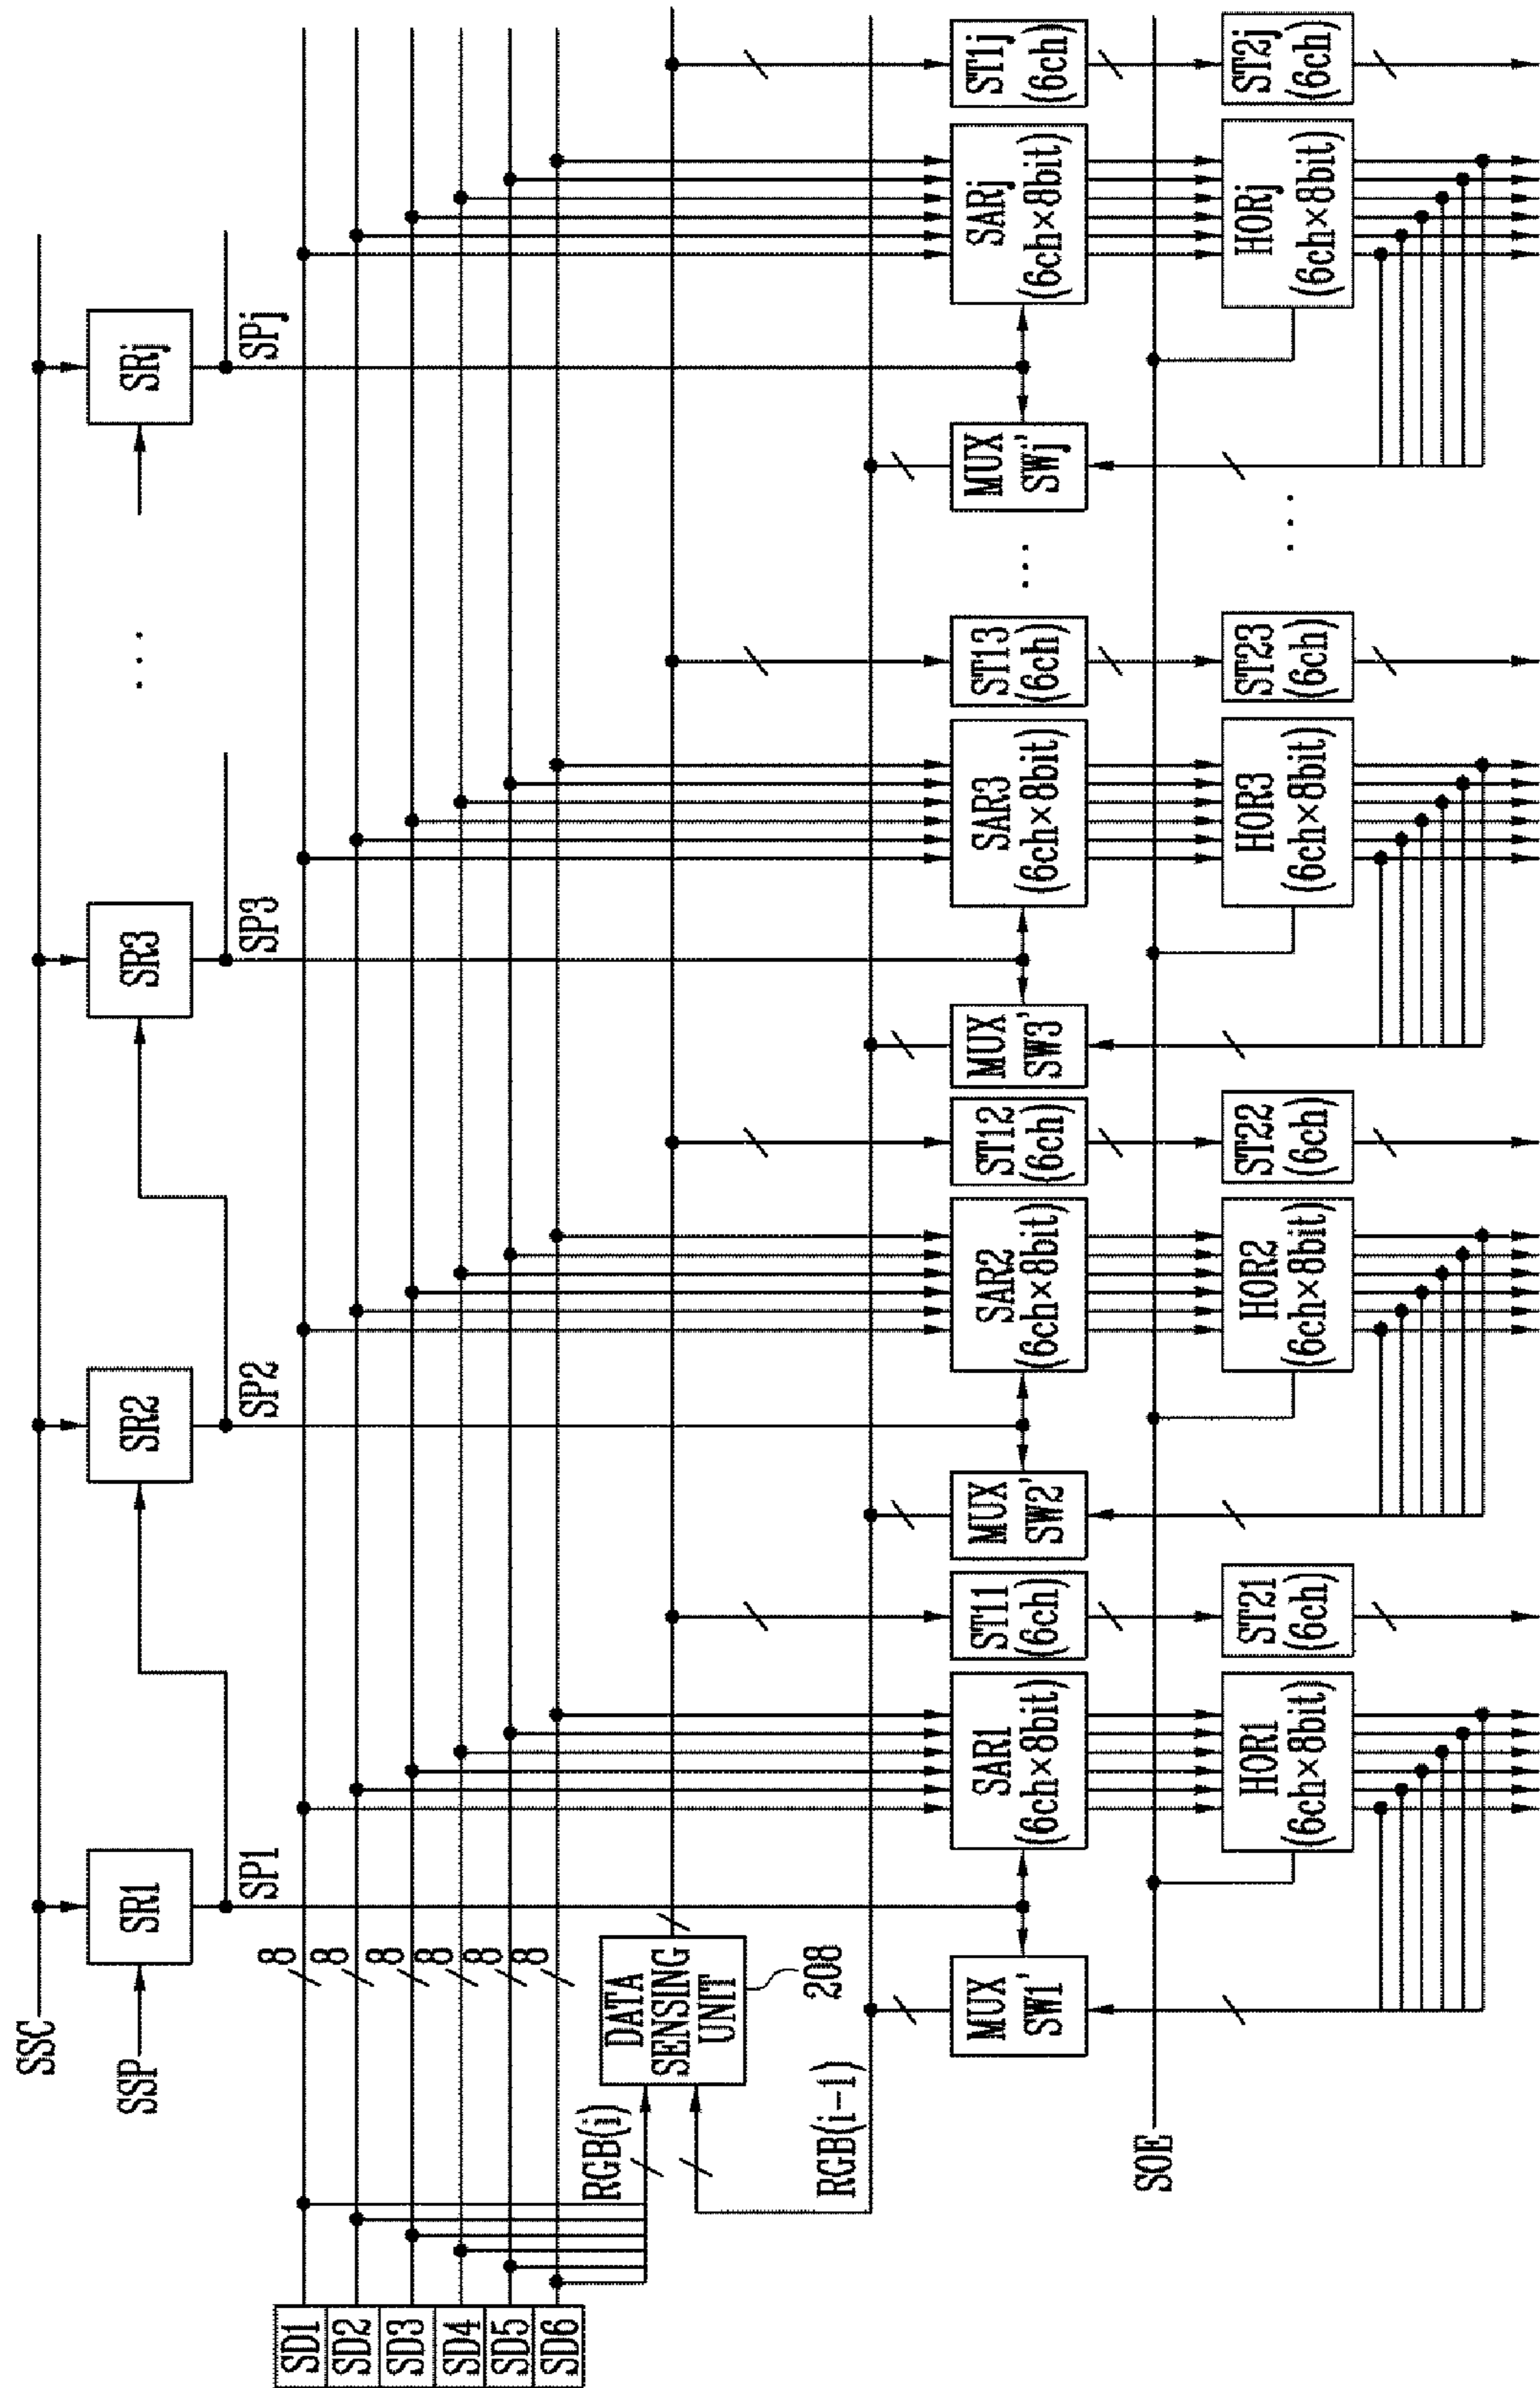 SSC
SSP
SR1
SR2
SR3
...
SRj
SP1
SP2
SP3
SPj
SD1
SD2
SD3
SD4
SD5
SD6
8
8
8
8
8
8
RGB(i)
DATA
SENSING
UNIT
208
RGB(i-1)
MUX
SW1'
SAR1
(6ch×8bit)
ST11
(6ch)
MUX
SW2'
SAR2
(6ch×8bit)
ST12
(6ch)
MUX
SW3'
SAR3
(6ch×8bit)
ST13
(6ch)
...
MUX
SWj'
SARj
(6ch×8bit)
ST1j
(6ch)
SOE
HOR1
(6ch×8bit)
ST21
(6ch)
HOR2
(6ch×8bit)
ST22
(6ch)
HOR3
(6ch×8bit)
ST23
(6ch)
...
HORj
(6ch×8bit)
ST2j
(6ch)